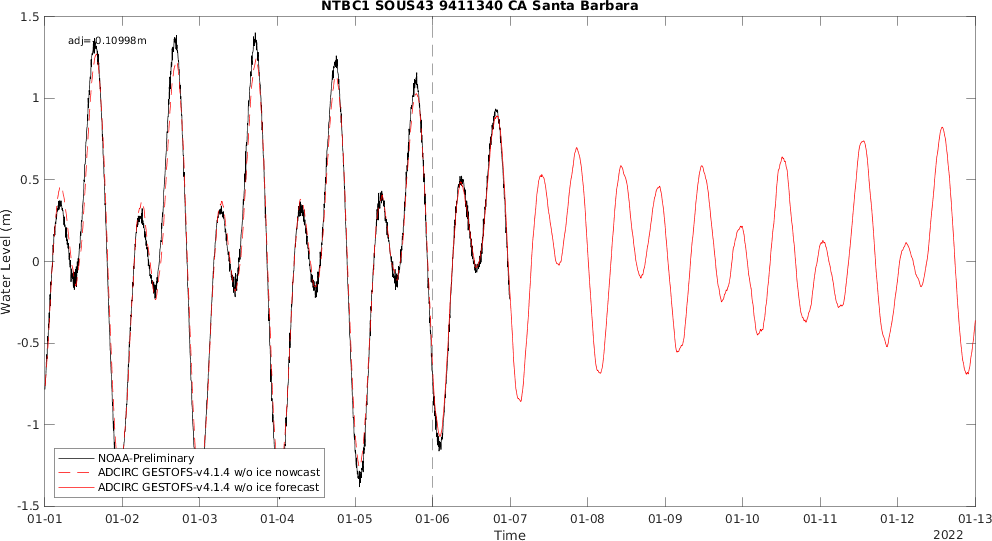 NTBC1 SOUS43 9411340 CA Santa Barbara
adj=-0.10998m
1.5
1
0.5
0
-0.5
-1
-1.5
Water Level (m)
NOAA-Preliminary
ADCIRC GESTOFS-v4.1.4 w/o ice nowcast
ADCIRC GESTOFS-v4.1.4 w/o ice forecast
01-01 01-02 01-03 01-04 01-05 01-06 01-07 01-08 01-09 01-10 01-11 01-12 01-13
Time
2022